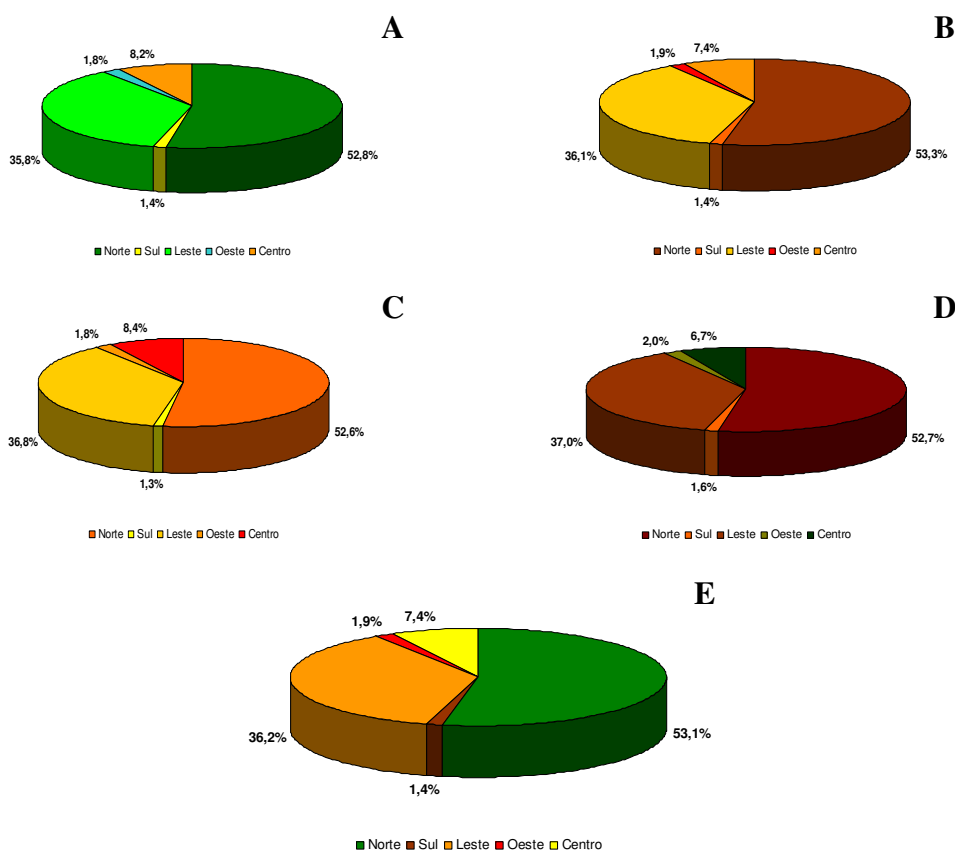 A
1,8%
8,2%
35,8%
52,8%
1,4%
Norte Sul Leste Oeste Centro
B
1,9%
7,4%
36,1%
53,3%
1,4%
Norte Sul Leste Oeste Centro
C
1,8%
8,4%
36,8%
52,6%
1,3%
Norte Sul Leste Oeste Centro
D
2,0%
6,7%
37,0%
52,7%
1,6%
Norte Sul Leste Oeste Centro
E
1,9%
7,4%
36,2%
53,1%
1,4%
Norte Sul Leste Oeste Centro